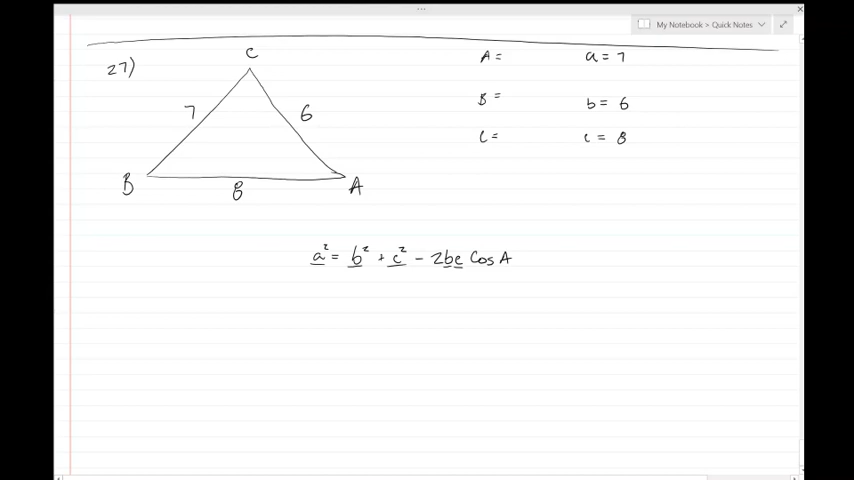 My Notebook > Quick Notes
27)
C
A =
a = 7
7
6
B =
b = 6
C =
c = 8
B
8
A
a² = b² + c² - 2bc Cos A